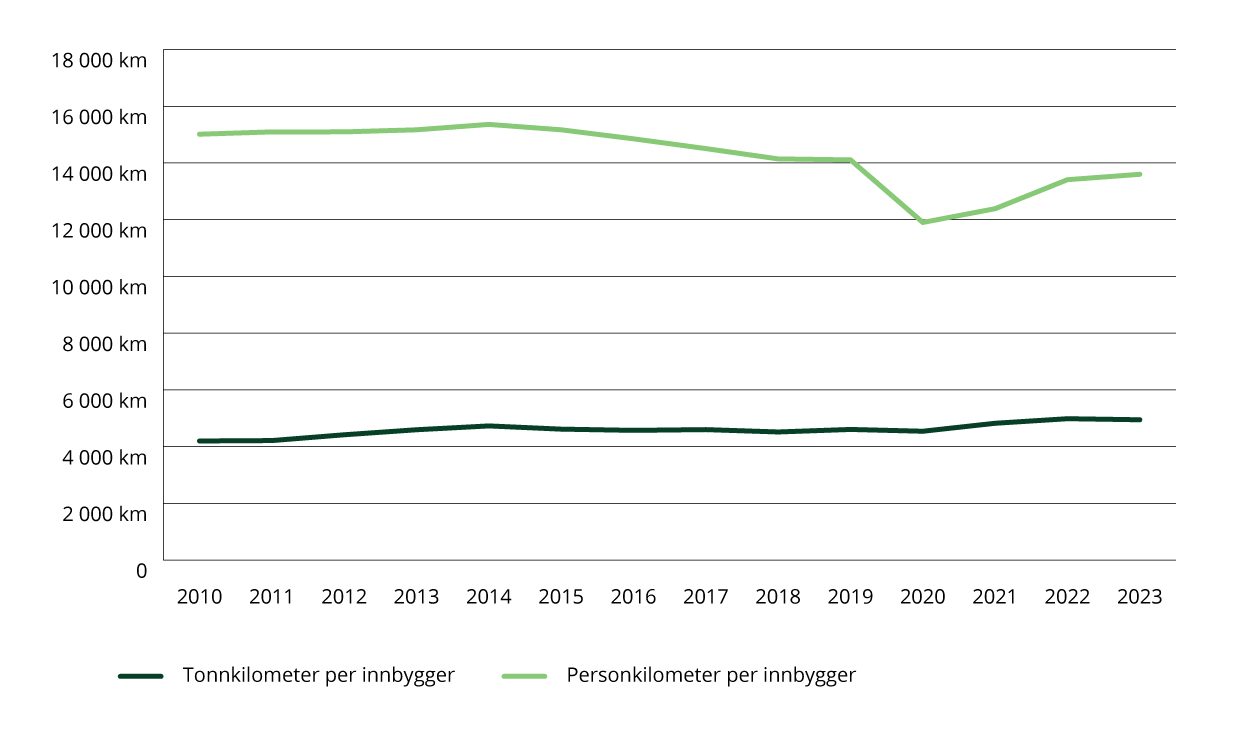 18 000 km
16 000 km
14 000 km
12 000 km
10 000 km
8 000 km
6 000 km
4 000 km
2 000 km
0
2010 2011 2012 2013 2014 2015 2016 2017 2018 2019 2020 2021 2022 2023
Tonnkilometer per innbygger Personkilometer per innbygger